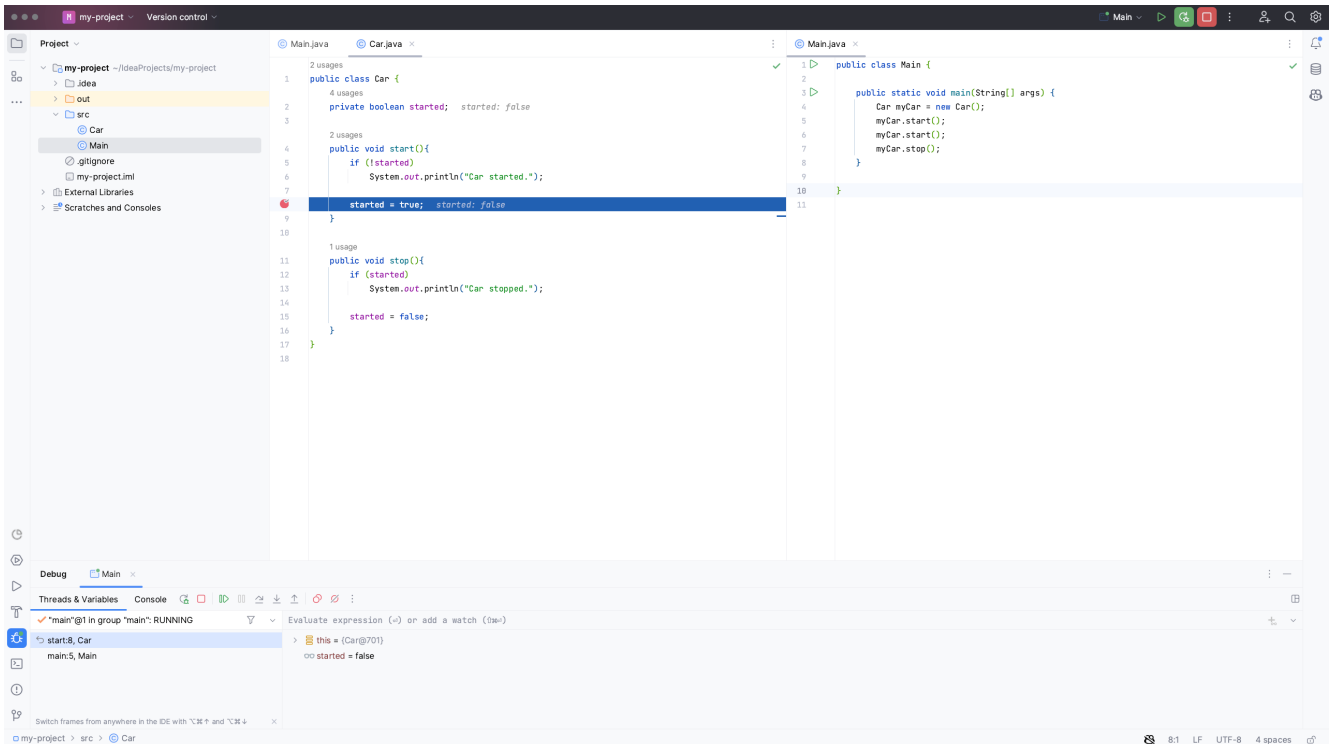 my-project Version control Main
Project
my-project ~/IdeaProjects/my-project
.idea
out
src
Car
Main
.gitignore
my-project.iml
External Libraries
Scratches and Consoles
Main.java Car.java
2 usages
1 public class Car {
4 usages
2 private boolean started; started: false
3
2 usages
4 public void start(){
5 if (!started)
6 System.out.println("Car started.");
7
started = true; started: false
9 }
10
1 usage
11 public void stop(){
12 if (started)
13 System.out.println("Car stopped.");
14
15 started = false;
16 }
17 }
18
Main.java
1 public class Main {
2
3 public static void main(String[] args) {
4 Car myCar = new Car();
5 myCar.start();
6 myCar.start();
7 myCar.stop();
8 }
9
10 }
11
Debug Main
Threads & Variables Console
"main"@1 in group "main": RUNNING
start:8, Car
main:5, Main
Switch frames from anywhere in the IDE with ⌥⌘↑ and ⌥⌘↓
Evaluate expression (⏎) or add a watch (⇧⌘⏎)
this = {Car@701}
started = false
my-project > src > Car
8:1 LF UTF-8 4 spaces